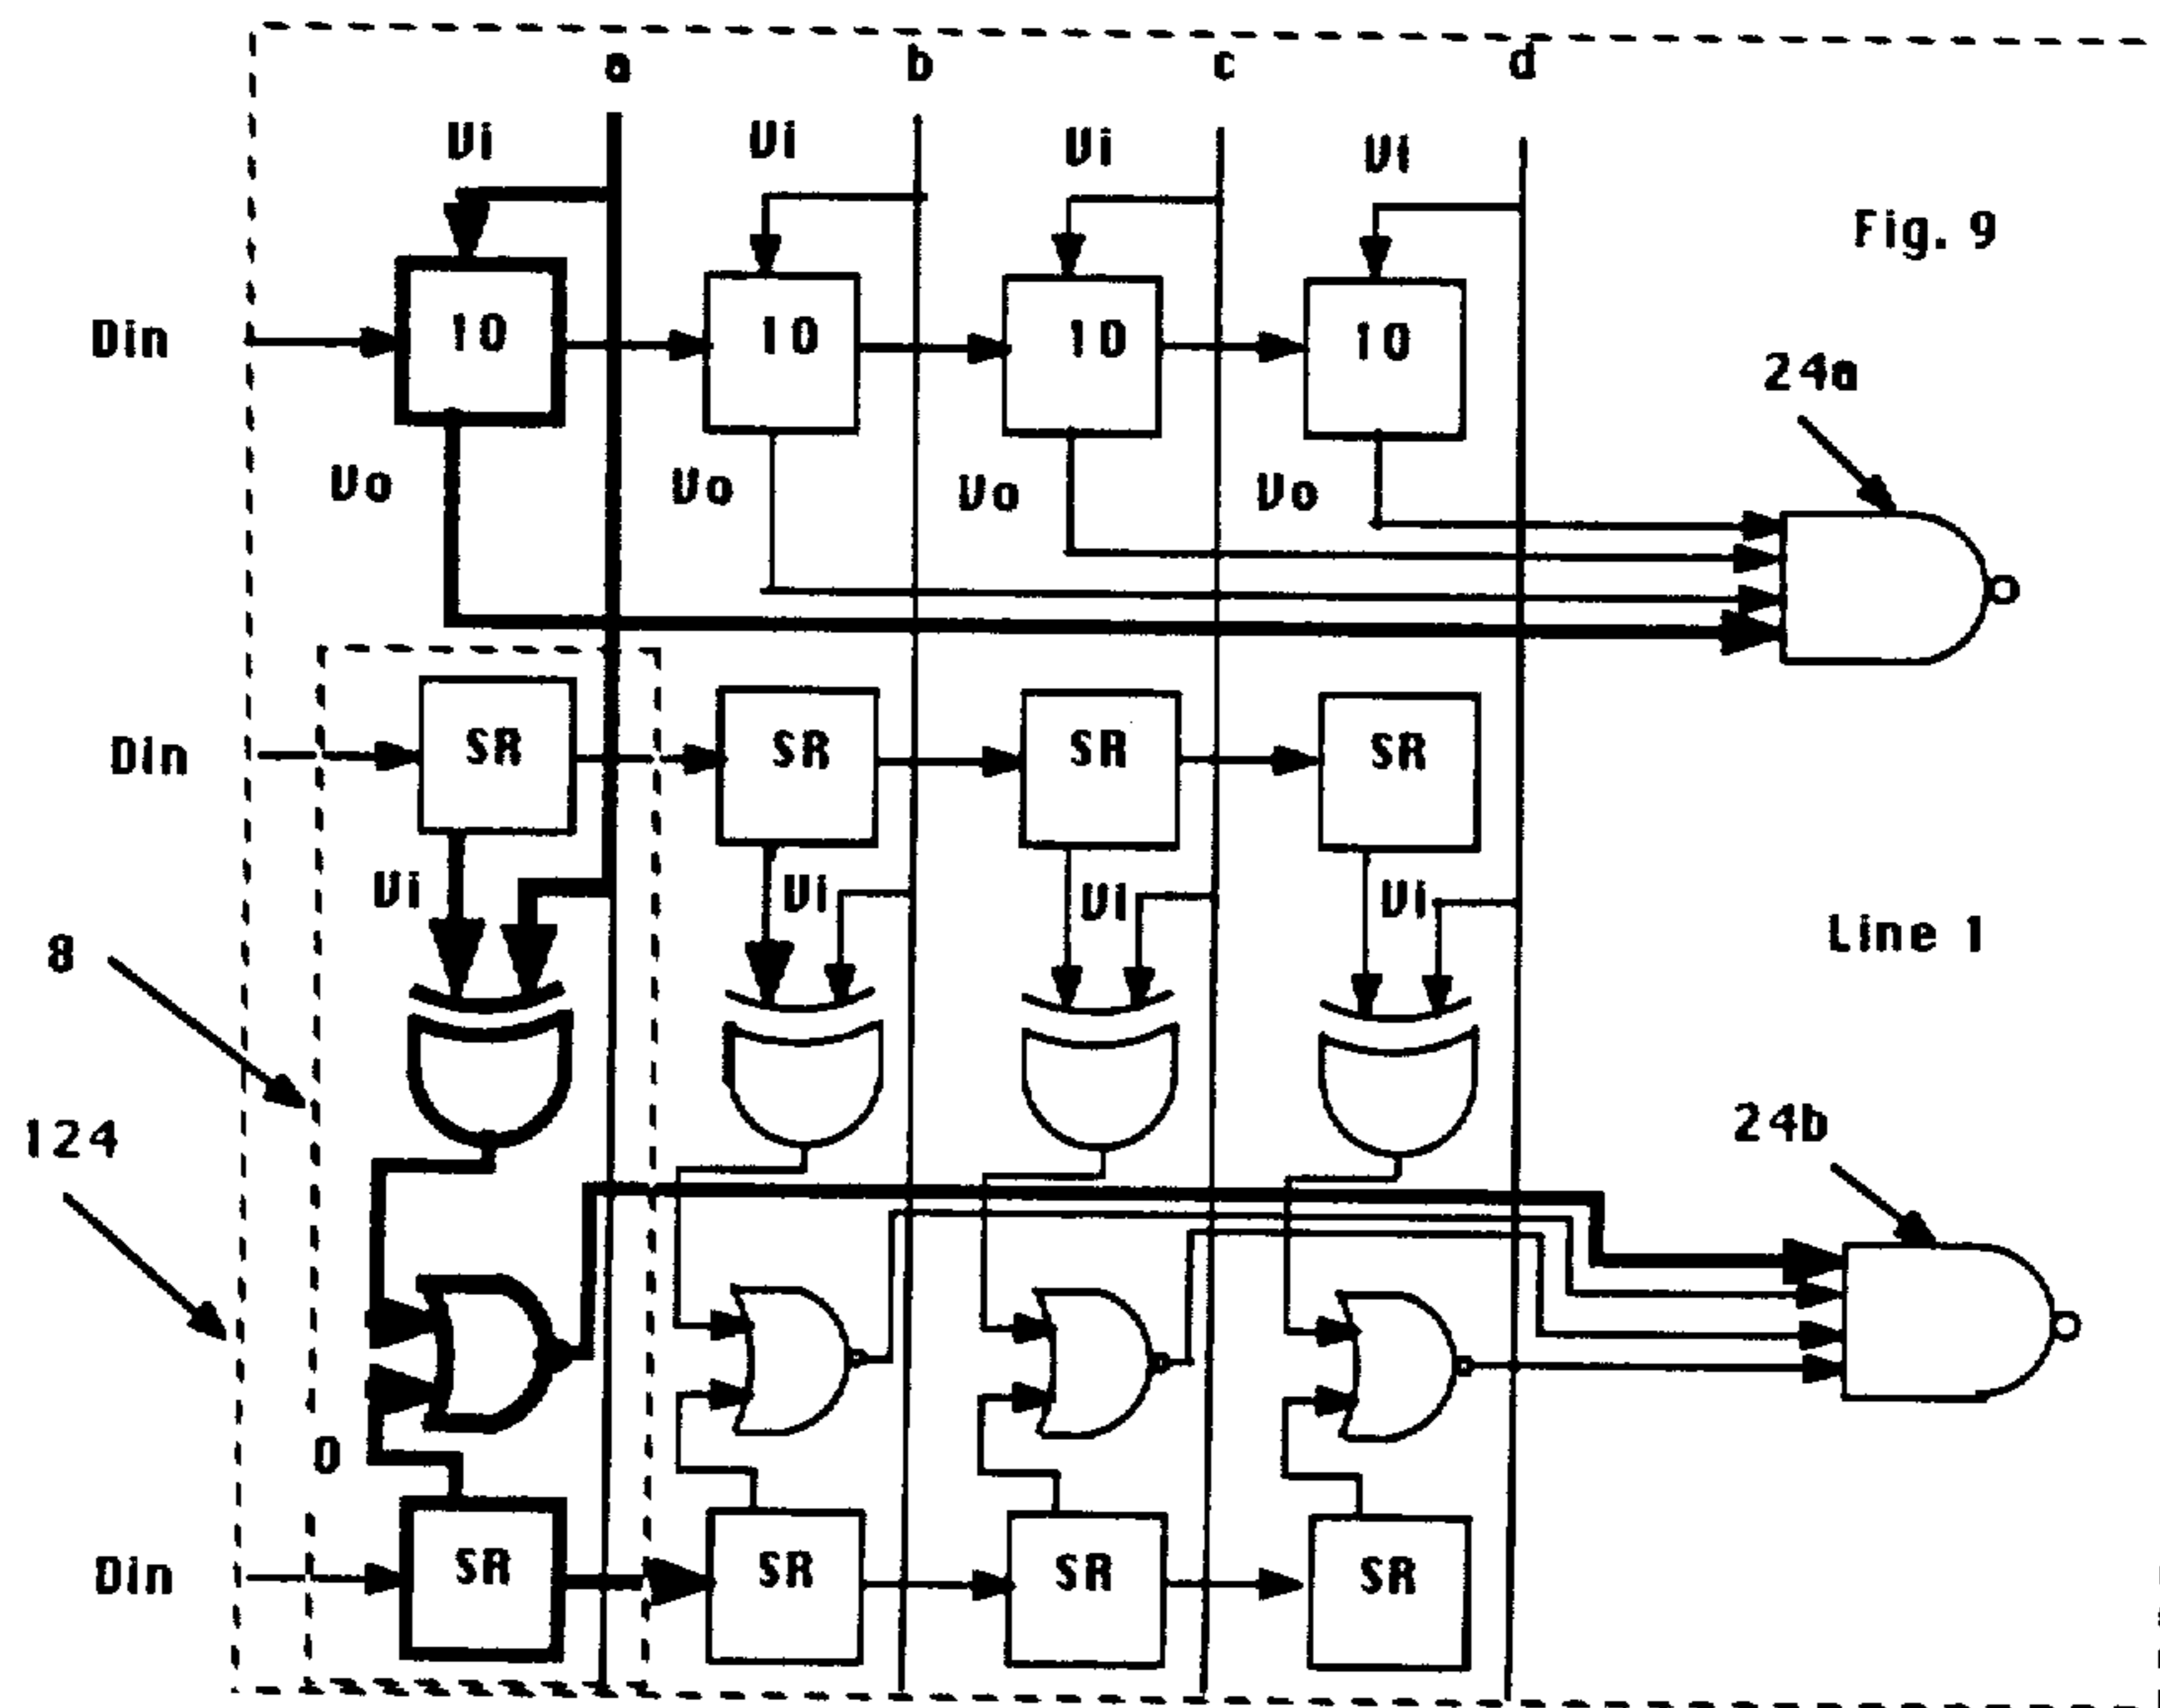 a b c d
Vi Vi Vi Vi
Fig. 9
Din 10 10 10 10
24a
Vo Vo Vo Vo
Din SR SR SR SR
Vi Vi Vi Vi
8
Line 1
124
24b
0
Din SR SR SR SR